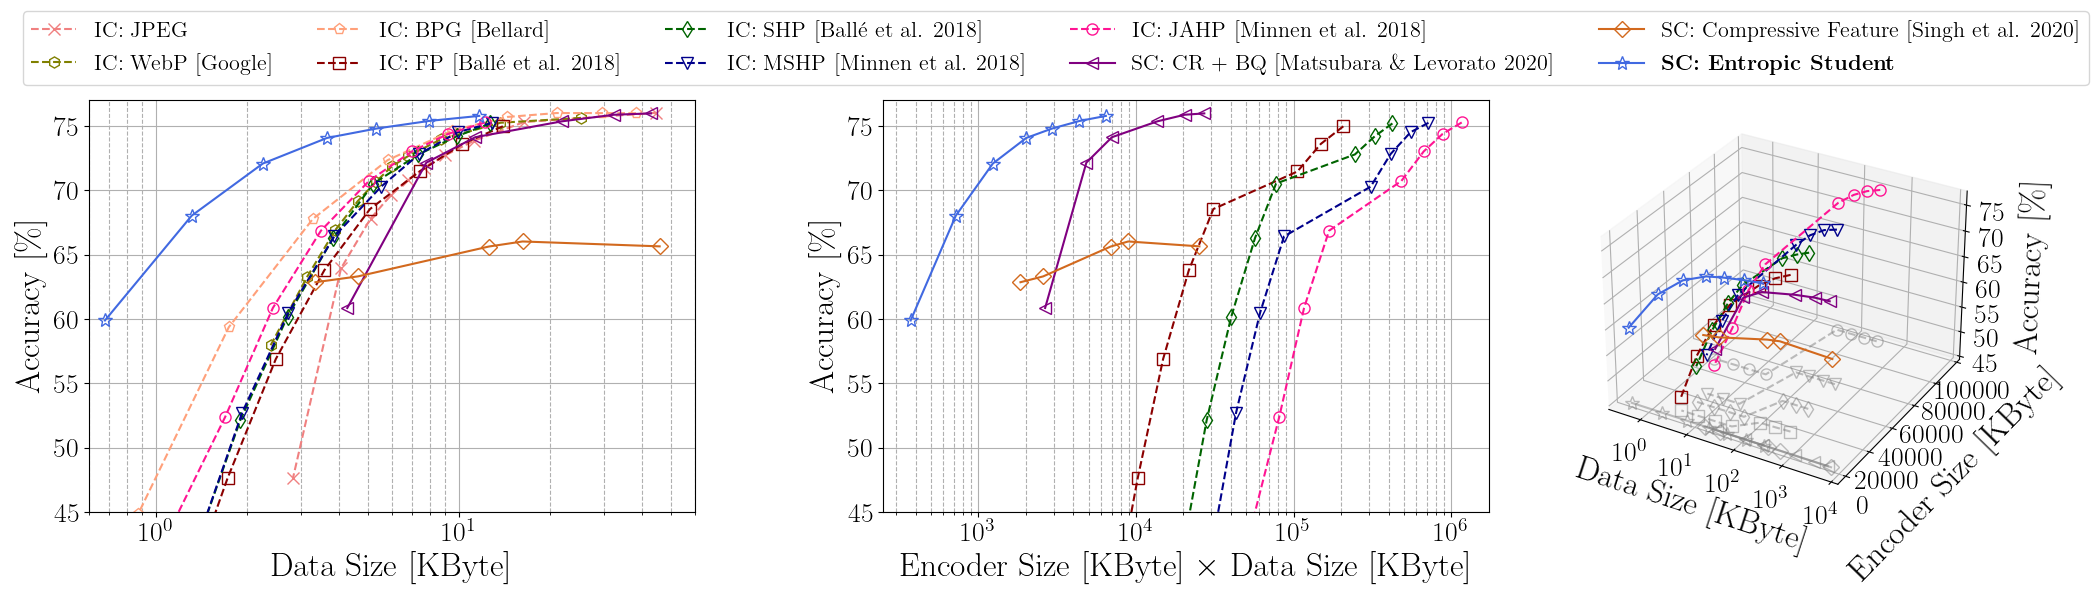 IC: JPEG IC: BPG [Bellard] IC: SHP [Ballé et al. 2018] IC: JAHP [Minnen et al. 2018] SC: Compressive Feature [Singh et al. 2020]
IC: WebP [Google] IC: FP [Ballé et al. 2018] IC: MSHP [Minnen et al. 2018] SC: CR + BQ [Matsubara & Levorato 2020] SC: Entropic Student
Accuracy [%]
75
70
65
60
55
50
45
10^0 10^1
Data Size [KByte]
Accuracy [%]
75
70
65
60
55
50
45
10^3 10^4 10^5 10^6
Encoder Size [KByte] × Data Size [KByte]
Accuracy [%]
75
70
65
60
55
50
45
100000
80000
60000
40000
20000
0
Encoder Size [KByte]
10^0 10^1 10^2 10^3 10^4
Data Size [KByte]